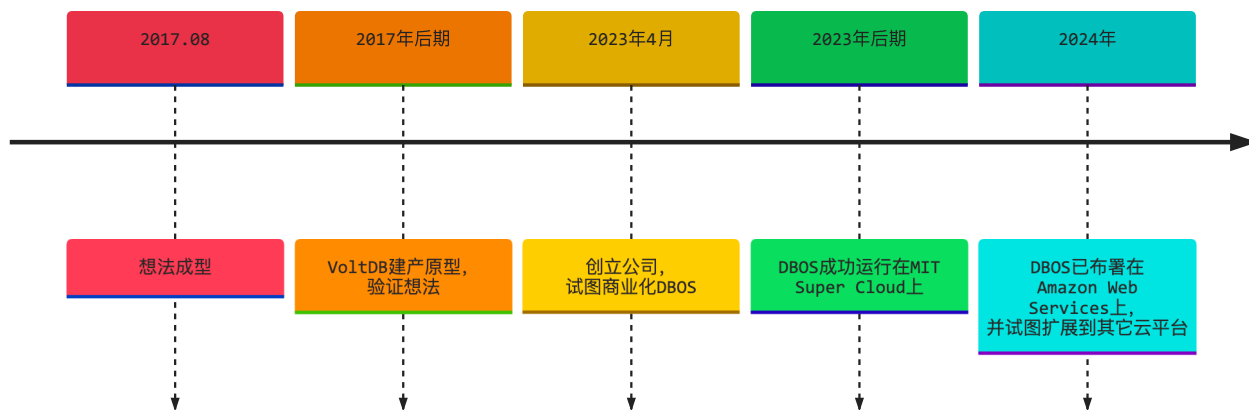 2017.08
2017年后期
2023年4月
2023年后期
2024年
想法成型
VoltDB建产原型,
验证想法
创立公司,
试图商业化DBOS
DBOS成功运行在MIT
Super Cloud上
DBOS已布署在
Amazon Web
Services上,
并试图扩展到其它云平台